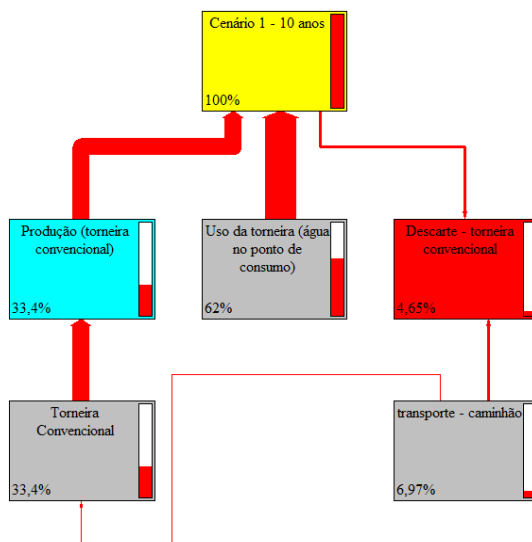 Cenário 1 - 10 anos
100%
Produção (torneira
convencional)
33,4%
Uso da torneira (água
no ponto de
consumo)
62%
Descarte - torneira
convencional
4,65%
Torneira
Convencional
33,4%
transporte - caminhão
6,97%